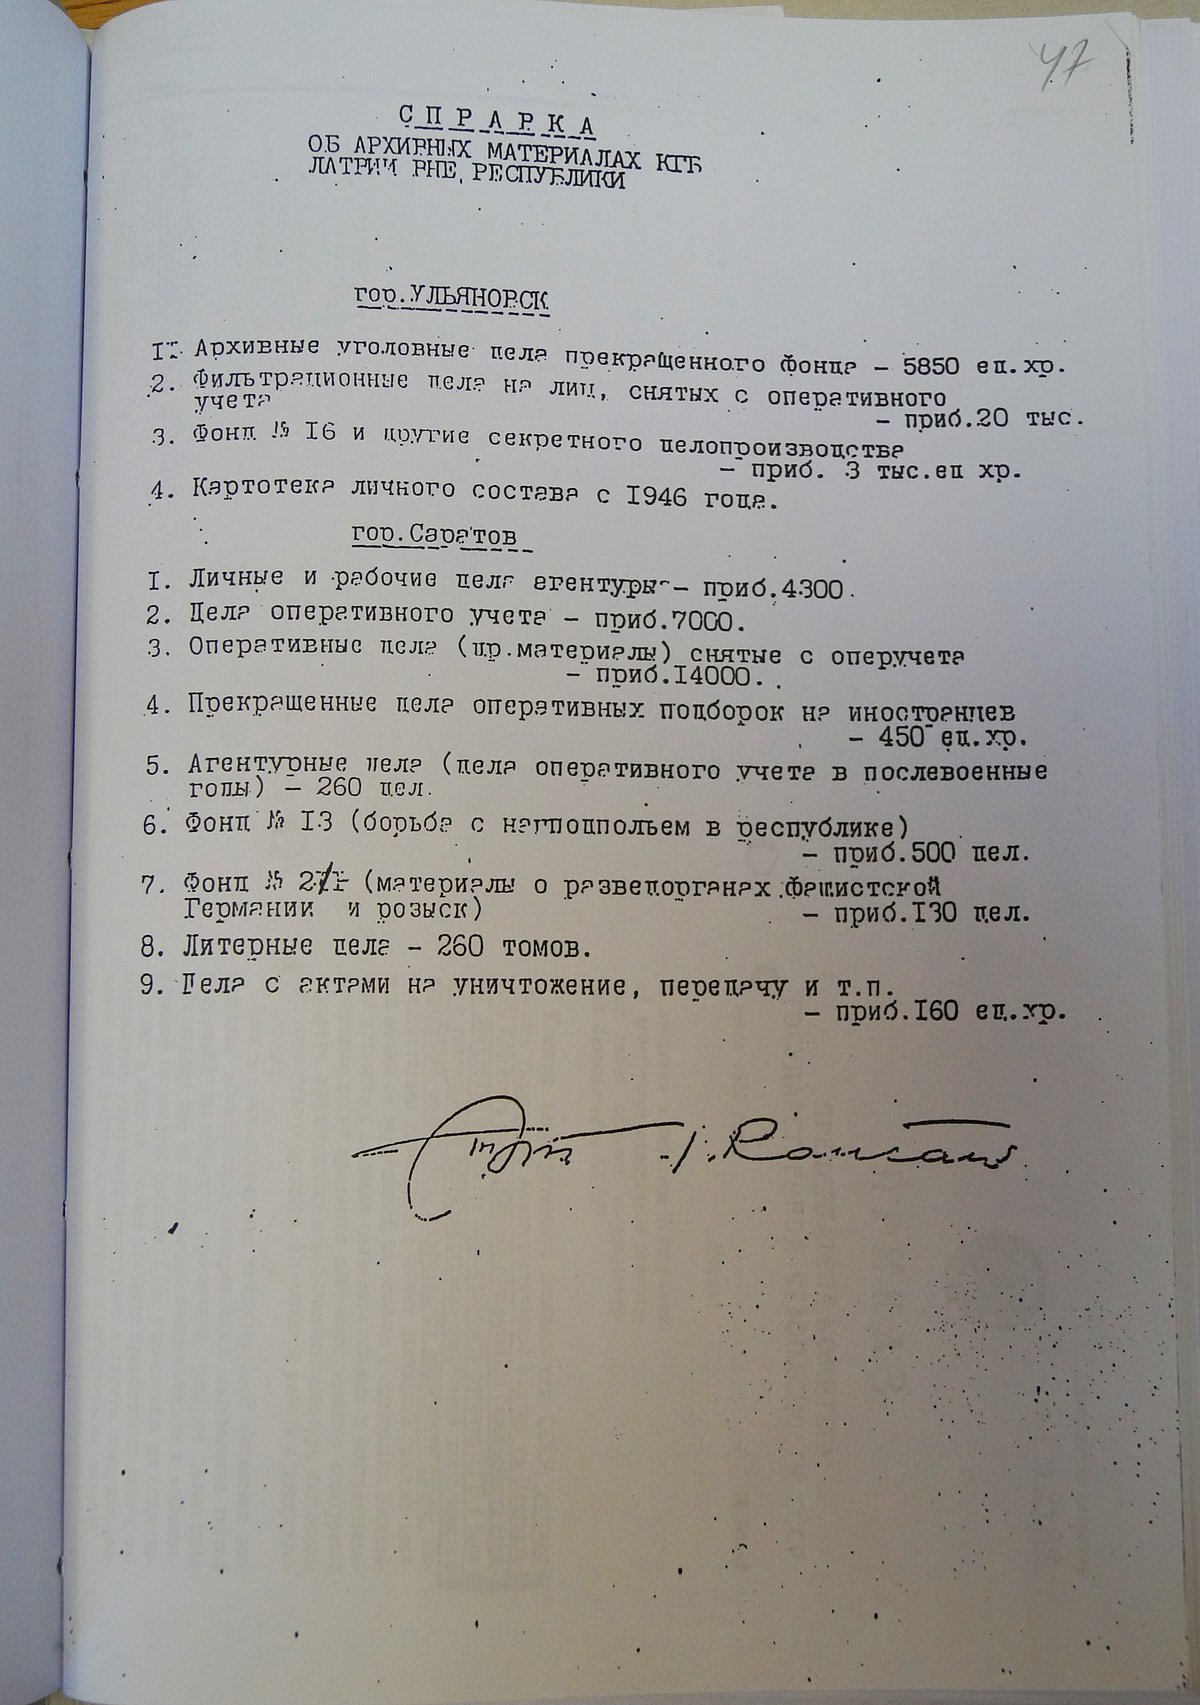 47
СПРАВКА
ОБ АРХИВНЫХ МАТЕРИАЛАХ КГБ
ЛАТВИИ ВНЕ, РЕСПУБЛИКИ
гор.УЛЬЯНОВСК
I. Архивные уголовные дела прекращенного фонда – 5850 ед.хр.
2. Фильтрационные дела на лиц, снятых с оперативного
учета
– приб.20 тыс.
3. Фонд № I6 и другие секретного делопроизводства
– приб. 3 тыс.ед хр.
4. Картотека личного состава с I946 года.
гор.Саратов
I. Личные и рабочие дела агентуры – приб.4300.
2. Дела оперативного учета – приб.7000.
3. Оперативные дела (др.материалы) снятые с оперучета
– приб.I4000.
4. Прекращенные дела оперативных подборок на иностранцев
– 450 ед.хр.
5. Агентурные дела (дела оперативного учета в послевоенные
годы) – 260 дел.
6. Фонд № I3 (борьба с нацподпольем в республике)
– приб.500 дел.
7. Фонд № (материалы о разведорганах фашистской
Германии и розыск) – приб.I30 дел.
8. Литерные дела – 260 томов.
9. Дела с актами на уничтожение, передачу и т.п.
– приб.I60 ед.хр.